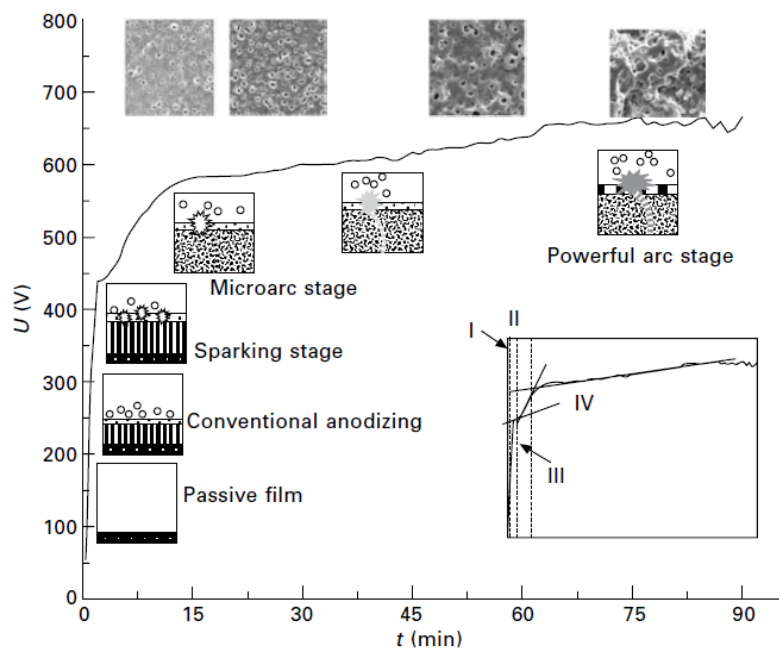 800
700
600
500
400
300
200
100
0
U (V)
Microarc stage
Powerful arc stage
Sparking stage
Conventional anodizing
Passive film
I
II
IV
III
0
15
30
45
60
75
90
t (min)